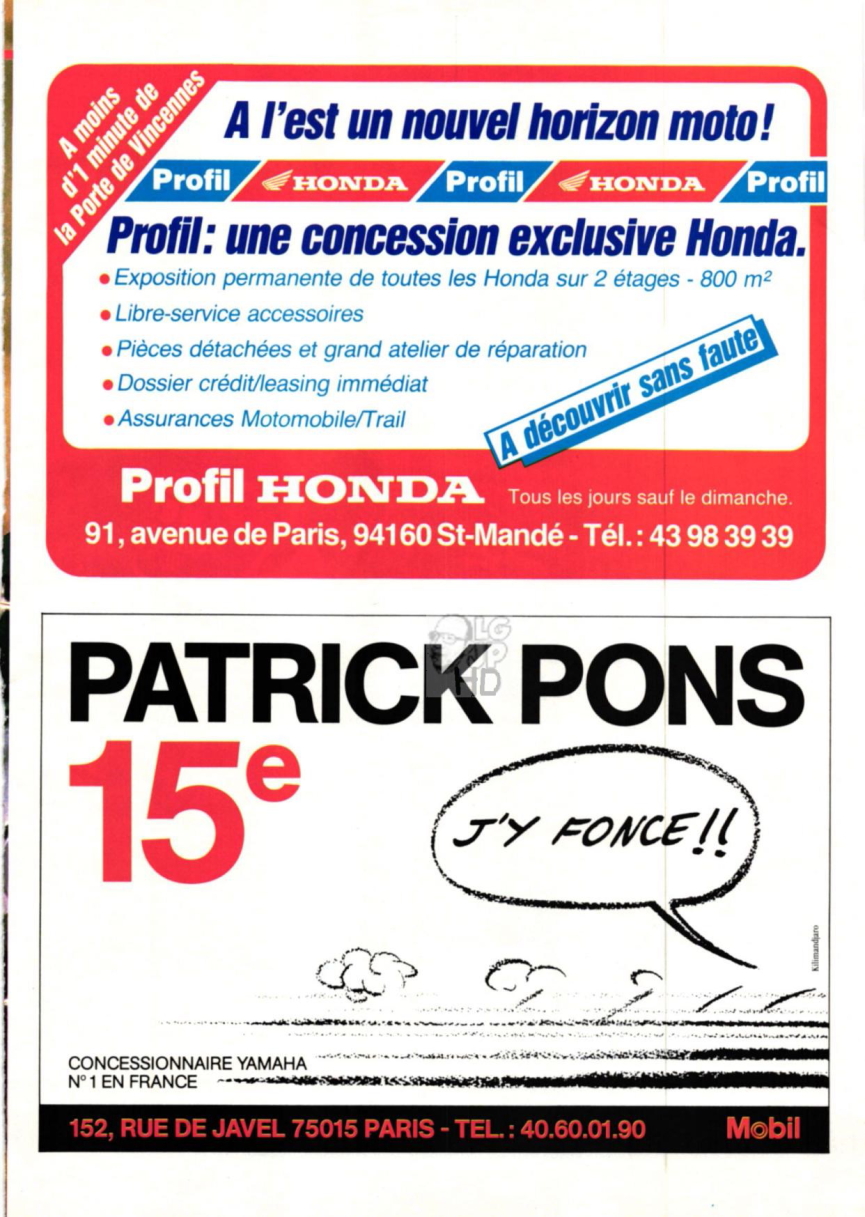 A moins
d'1 minute de
la Porte de Vincennes
A l'est un nouvel horizon moto!
Profil HONDA Profil HONDA Profil
Profil: une concession exclusive Honda.
• Exposition permanente de toutes les Honda sur 2 étages - 800 m²
• Libre-service accessoires
• Pièces détachées et grand atelier de réparation
• Dossier crédit/leasing immédiat
• Assurances Motomobile/Trail
A découvrir sans faute
Profil HONDA Tous les jours sauf le dimanche.
91, avenue de Paris, 94160 St-Mandé - Tél.: 43 98 39 39
LG
HD
PATRICK PONS
15e
J'Y FONCE!!
Kilimandjaro
CONCESSIONNAIRE YAMAHA
N° 1 EN FRANCE
152, RUE DE JAVEL 75015 PARIS - TEL.: 40.60.01.90 Mobil